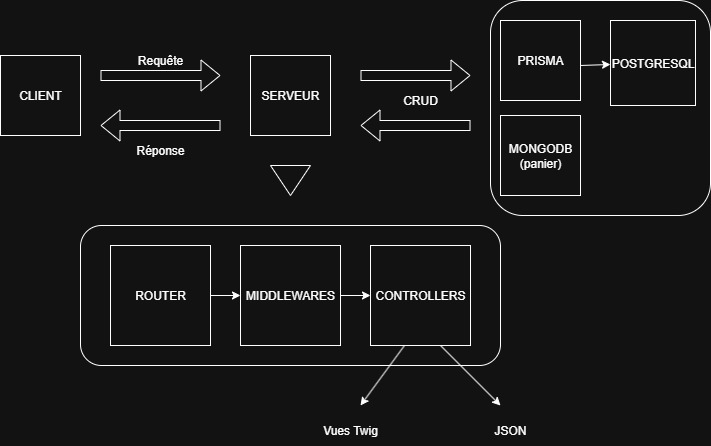 PRISMA
POSTGRESQL
Requête
CLIENT
SERVEUR
CRUD
Réponse
MONGODB
(panier)
ROUTER
MIDDLEWARES
CONTROLLERS
Vues Twig
JSON